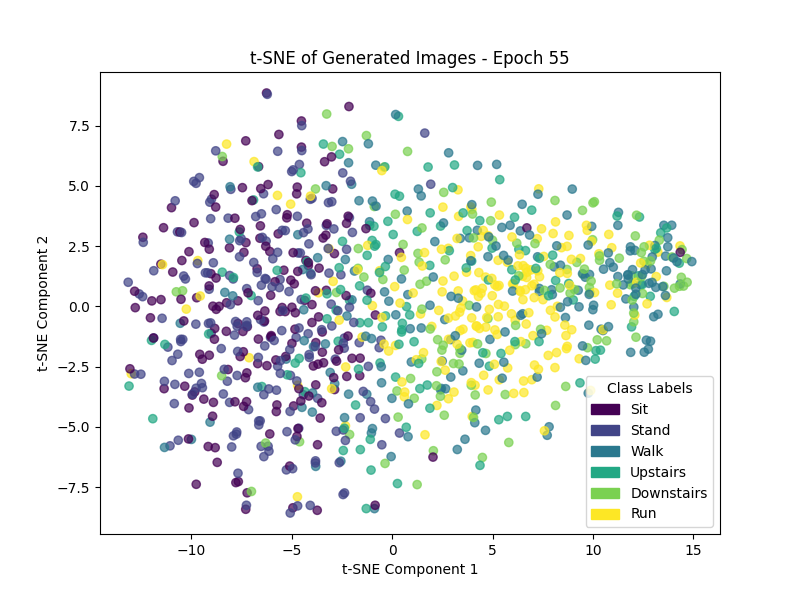 t-SNE of Generated Images - Epoch 55
t-SNE Component 2
7.5
5.0
2.5
0.0
−2.5
−5.0
−7.5
Class Labels
Sit
Stand
Walk
Upstairs
Downstairs
Run
−10
−5
0
5
10
15
t-SNE Component 1